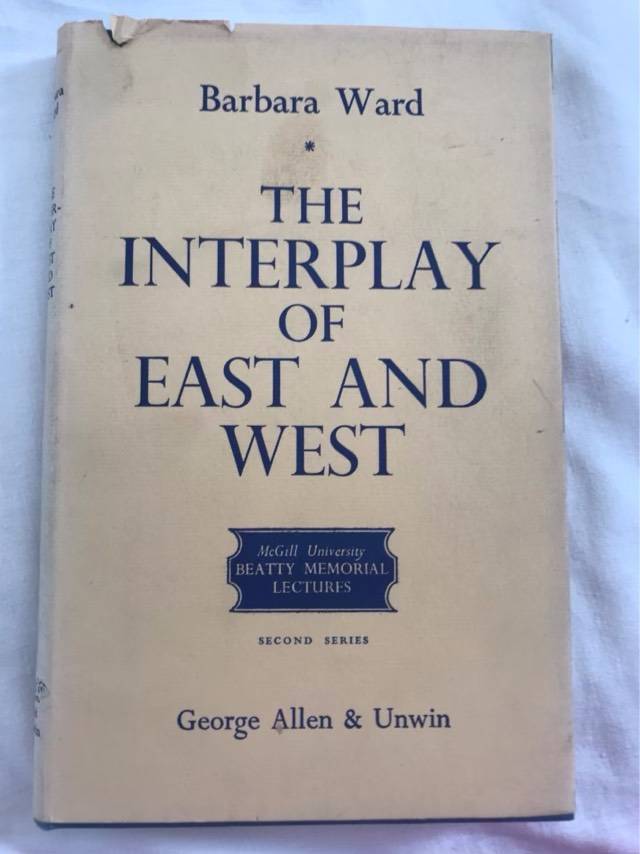 Barbara Ward
*
THE
INTERPLAY
OF
EAST AND
WEST
McGill University
BEATTY MEMORIAL
LECTURES
SECOND SERIES
George Allen & Unwin